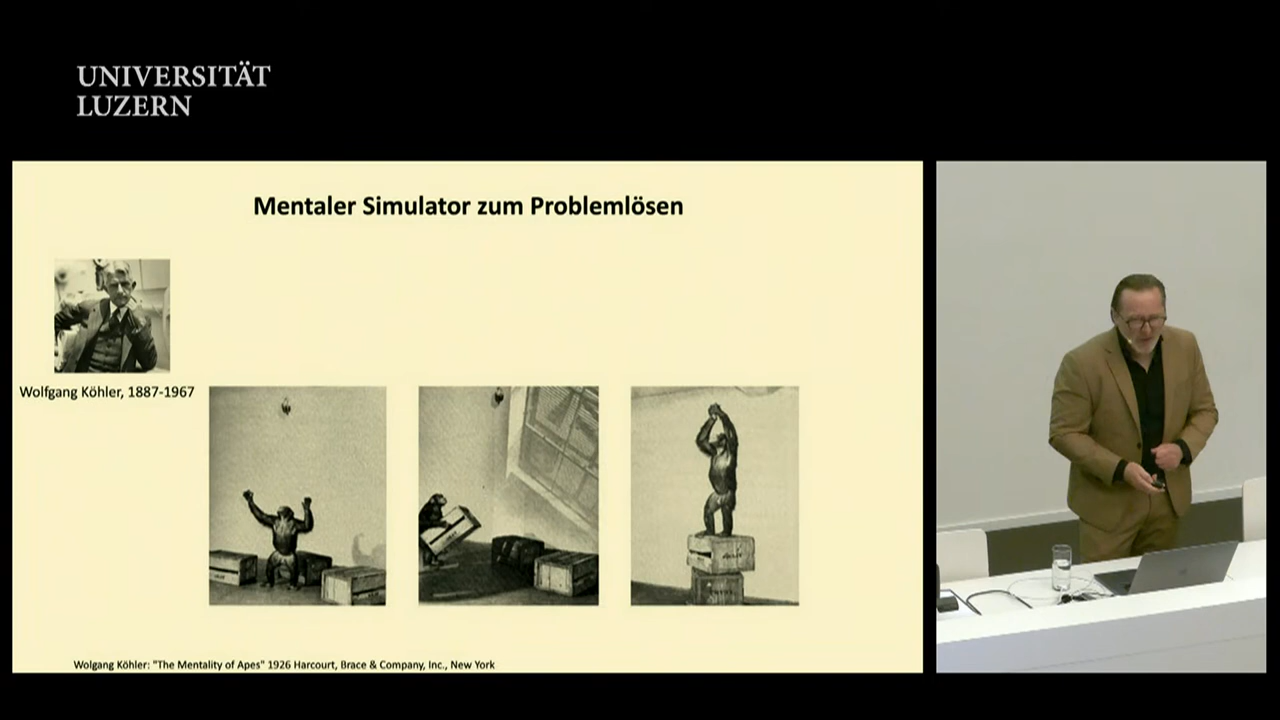 UNIVERSITÄT
LUZERN
Mentaler Simulator zum Problemlösen
Wolfgang Köhler, 1887-1967
Wolgang Köhler: "The Mentality of Apes" 1926 Harcourt, Brace & Company, Inc., New York